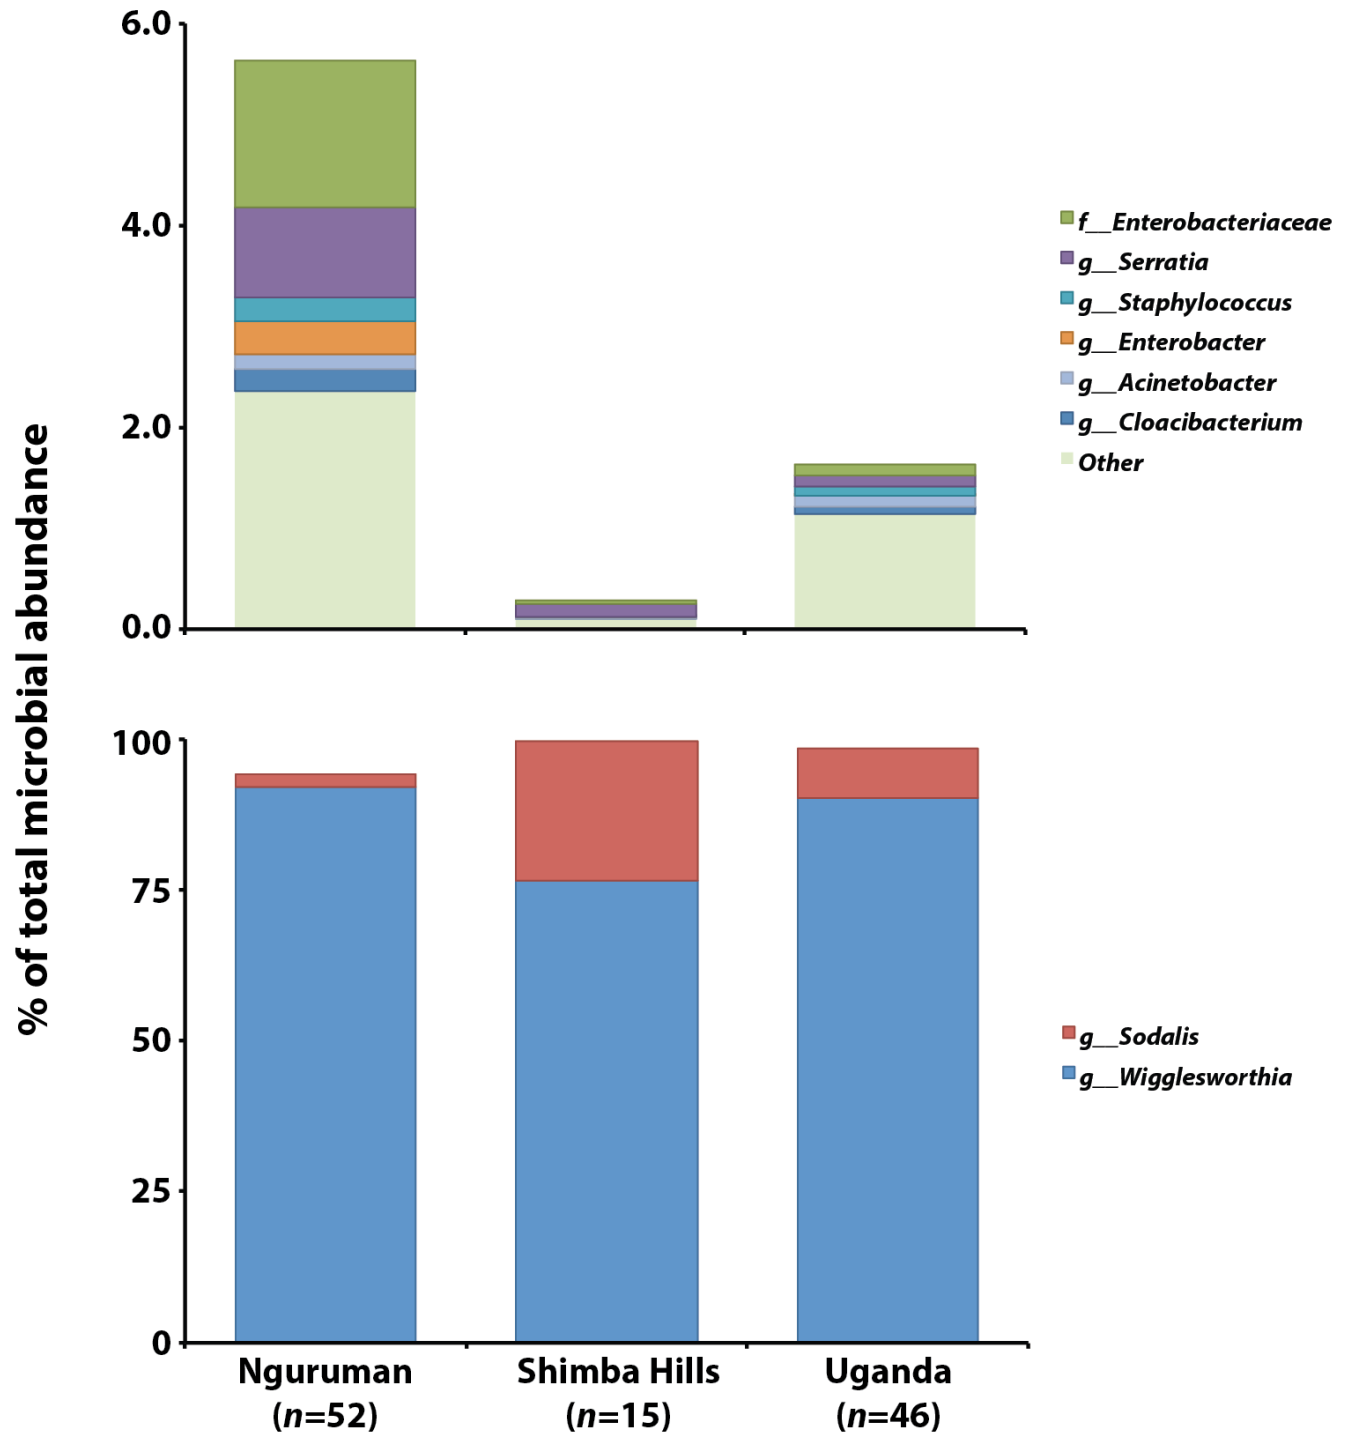 % of total microbial abundance
6.0
4.0
2.0
0.0
f__Enterobacteriaceae
g__Serratia
g__Staphylococcus
g__Enterobacter
g__Acinetobacter
g__Cloacibacterium
Other
100
75
50
25
0
g__Sodalis
g__Wigglesworthia
Nguruman Shimba Hills Uganda
(n=52) (n=15) (n=46)